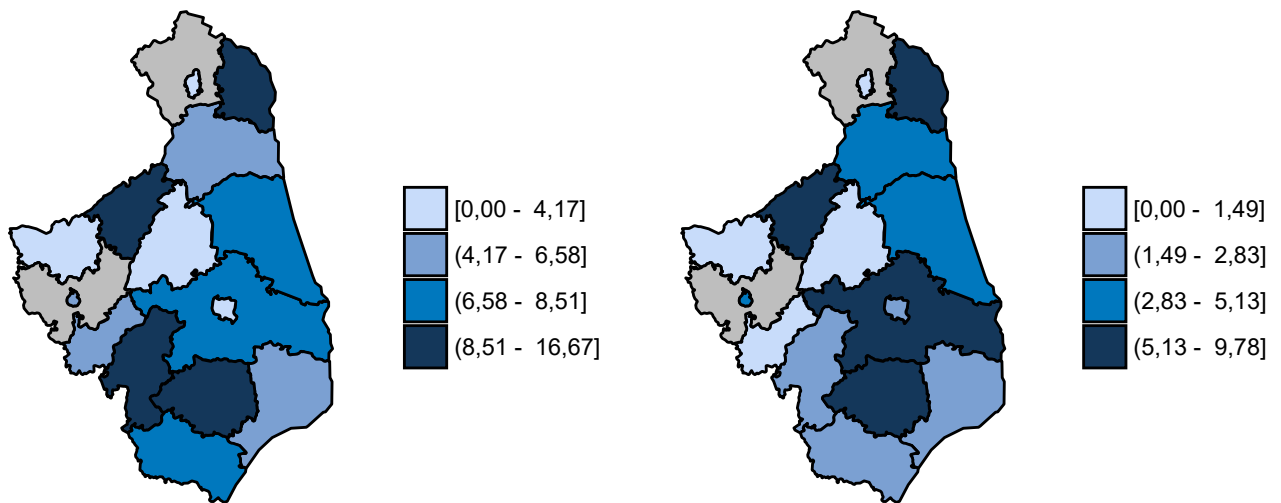 [0,00 - 4,17]
(4,17 - 6,58]
(6,58 - 8,51]
(8,51 - 16,67]
[0,00 - 1,49]
(1,49 - 2,83]
(2,83 - 5,13]
(5,13 - 9,78]